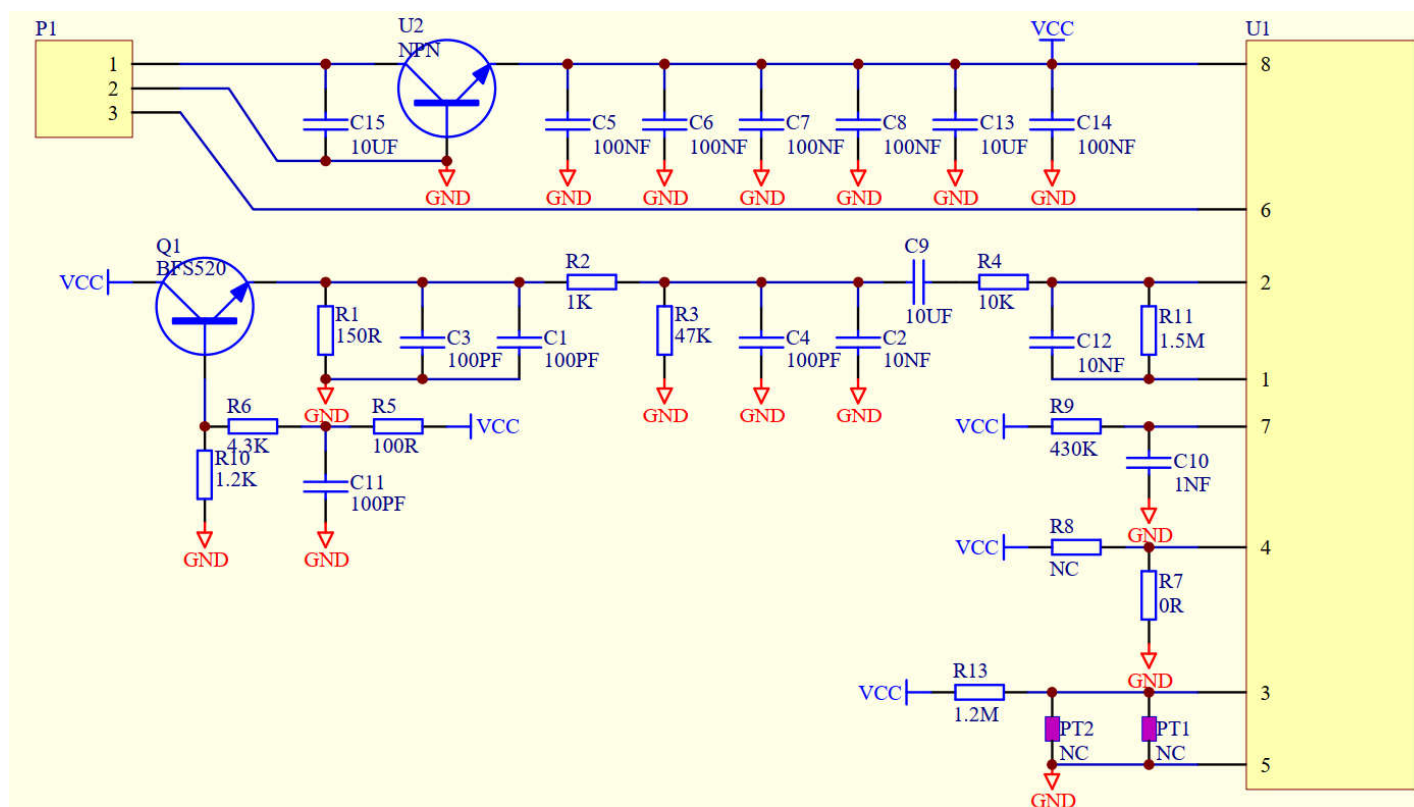 P1
1
2
3
U2
NPN
C15
10UF
C5
100NF
C6
100NF
C7
100NF
C8
100NF
C13
10UF
C14
100NF
VCC
GND
GND
GND
GND
GND
GND
GND
U1
8
6
2
1
7
4
3
5
Q1
BFS520
VCC
R1
150R
C3
100PF
C1
100PF
GND
R2
1K
R3
47K
C4
100PF
C2
10NF
GND
GND
GND
C9
10UF
R4
10K
C12
10NF
R11
1.5M
R6
4.3K
R5
100R
VCC
R10
1.2K
C11
100PF
GND
GND
VCC
R9
430K
C10
1NF
GND
VCC
R8
NC
R7
0R
GND
VCC
R13
1.2M
PT2
NC
PT1
NC
GND